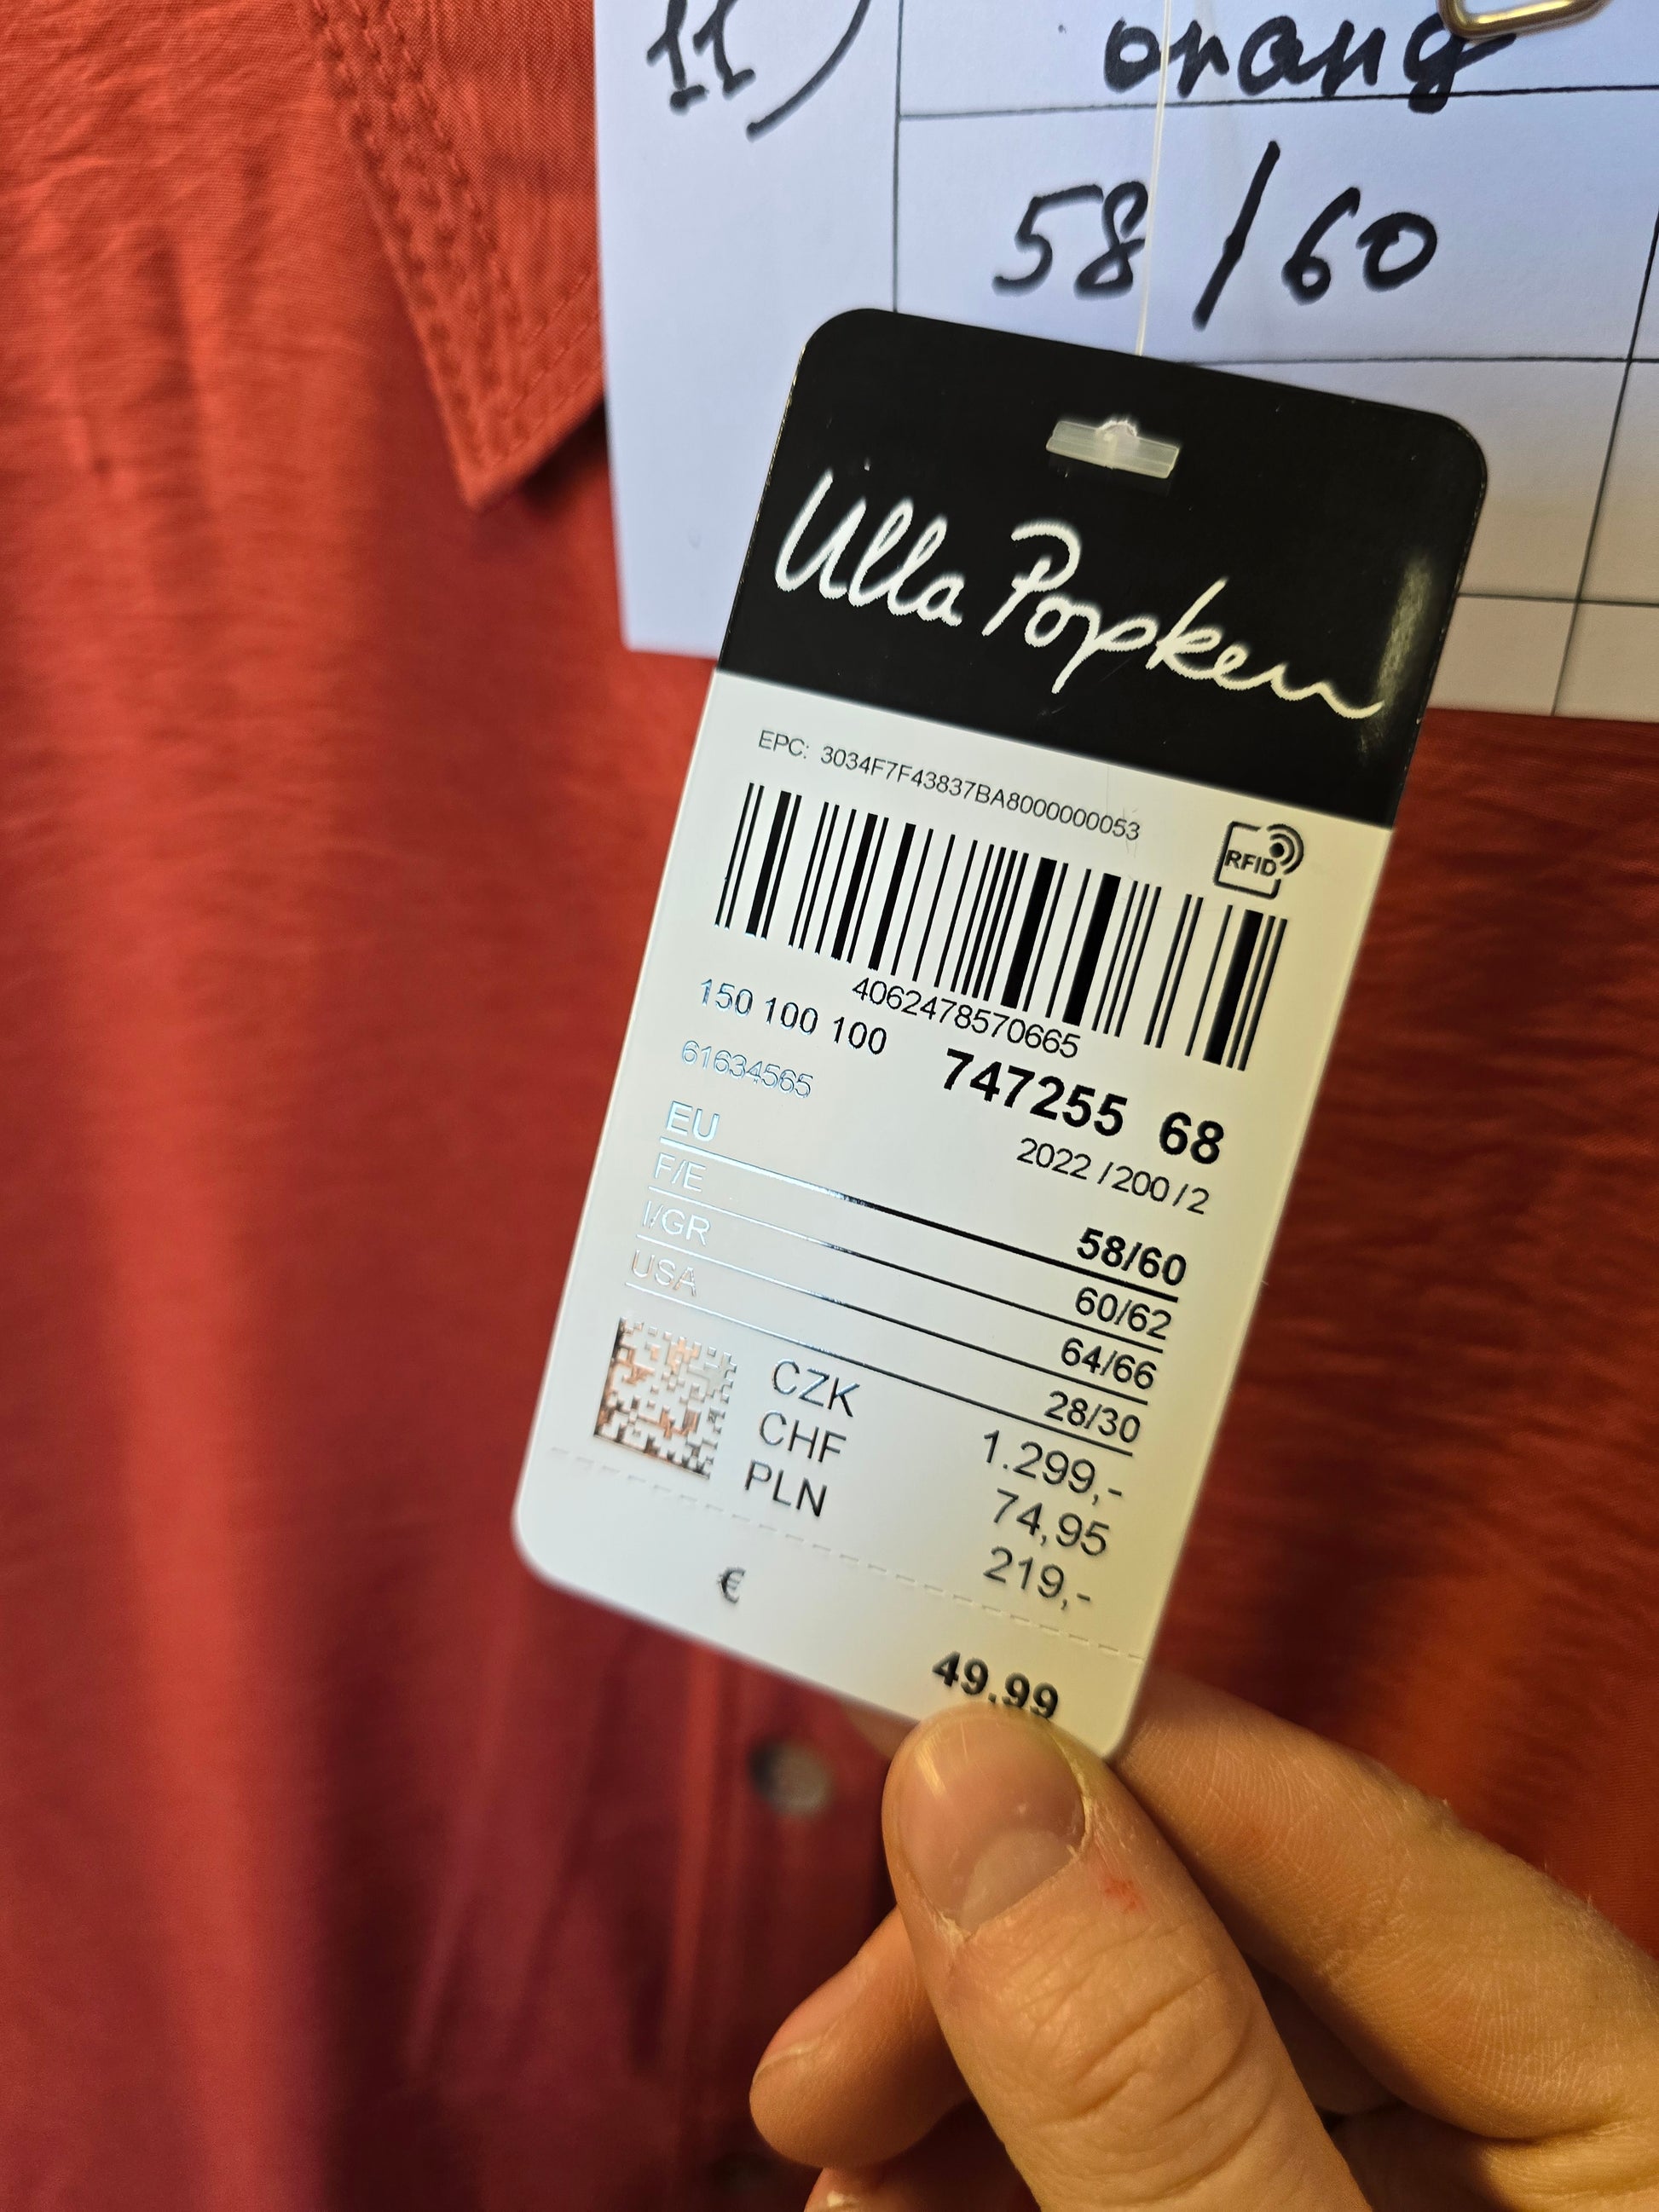 11)
orang
58/60
Ulla Popken
EPC: 3034F7F43837BA8000000053
RFID
4062478570665
150 100 100
747255 68
61634565
2022 /200/2
EU 58/60
F/E 60/62
I/GR 64/66
USA 28/30
CZK 1.299,-
CHF 74,95
PLN 219,-
€ 49.99